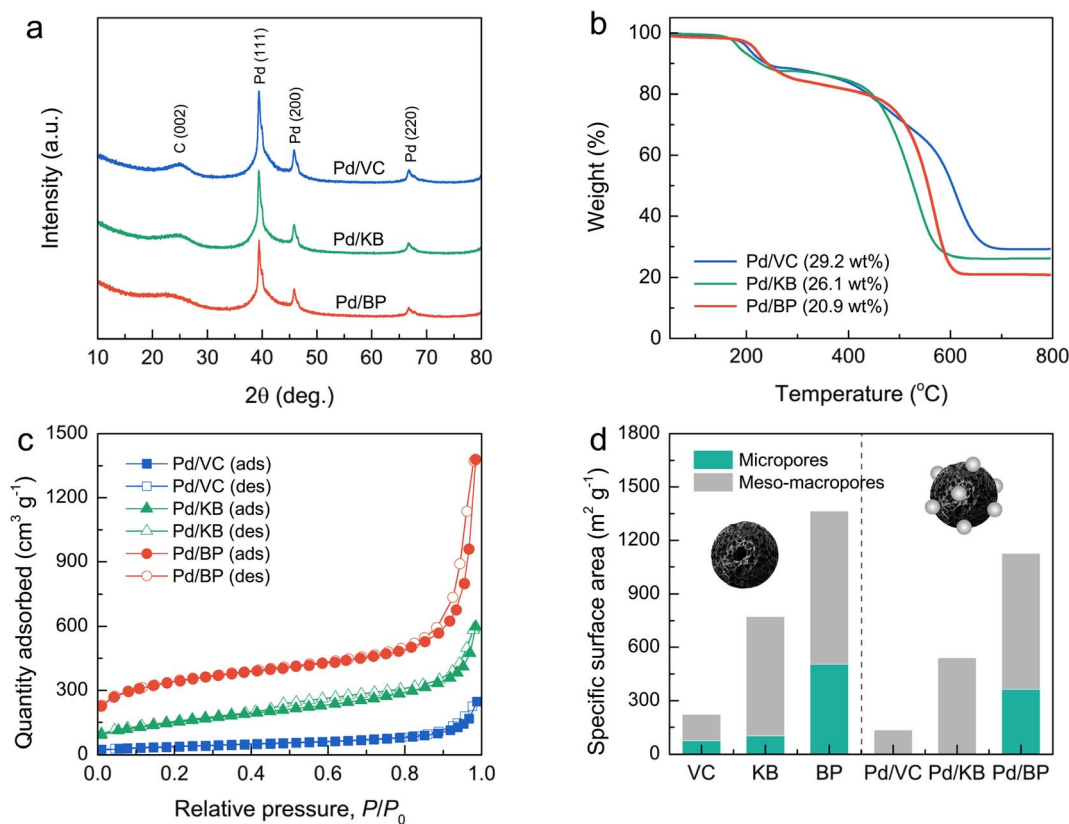 a
Intensity (a.u.)
C (002)
Pd (111)
Pd (200)
Pd (220)
Pd/VC
Pd/KB
Pd/BP
10 20 30 40 50 60 70 80
2θ (deg.)
b
Weight (%)
100
80
60
40
20
0
Pd/VC (29.2 wt%)
Pd/KB (26.1 wt%)
Pd/BP (20.9 wt%)
200 400 600 800
Temperature (°C)
c
Quantity adsorbed (cm³ g⁻¹)
1500
1200
900
600
300
0
Pd/VC (ads)
Pd/VC (des)
Pd/KB (ads)
Pd/KB (des)
Pd/BP (ads)
Pd/BP (des)
0.0 0.2 0.4 0.6 0.8 1.0
Relative pressure, P/P₀
d
Specific surface area (m² g⁻¹)
1800
1500
1200
900
600
300
0
Micropores
Meso-macropores
VC KB BP Pd/VC Pd/KB Pd/BP